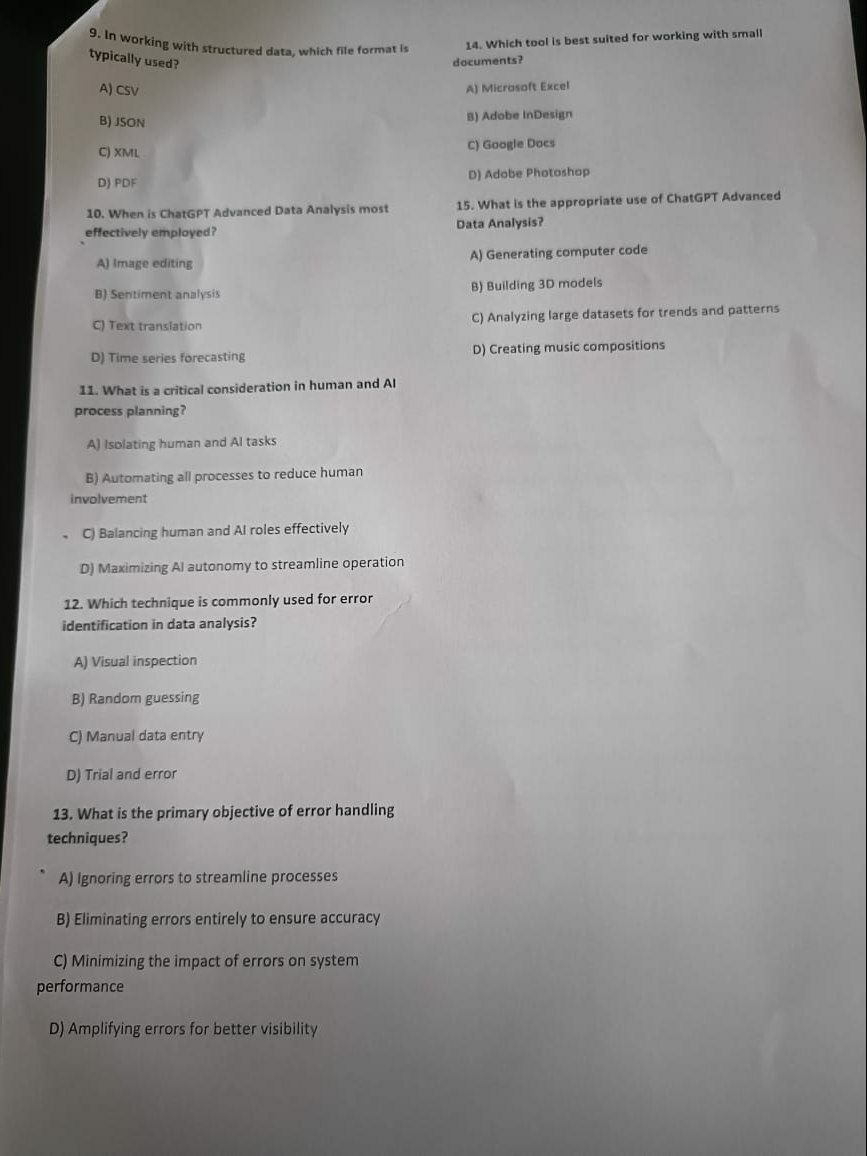 9. In working with structured data, which file format is
typically used?
A) CSV
B) JSON
C) XML
D) PDF
10. When is ChatGPT Advanced Data Analysis most
effectively employed?
A) Image editing
B) Sentiment analysis
C) Text translation
D) Time series forecasting
11. What is a critical consideration in human and AI
process planning?
A) Isolating human and AI tasks
B) Automating all processes to reduce human
involvement
C) Balancing human and AI roles effectively
D) Maximizing AI autonomy to streamline operation
12. Which technique is commonly used for error
identification in data analysis?
A) Visual inspection
B) Random guessing
C) Manual data entry
D) Trial and error
13. What is the primary objective of error handling
techniques?
A) Ignoring errors to streamline processes
B) Eliminating errors entirely to ensure accuracy
C) Minimizing the impact of errors on system
performance
D) Amplifying errors for better visibility
14. Which tool is best suited for working with small
documents?
A) Microsoft Excel
B) Adobe InDesign
C) Google Docs
D) Adobe Photoshop
15. What is the appropriate use of ChatGPT Advanced
Data Analysis?
A) Generating computer code
B) Building 3D models
C) Analyzing large datasets for trends and patterns
D) Creating music compositions